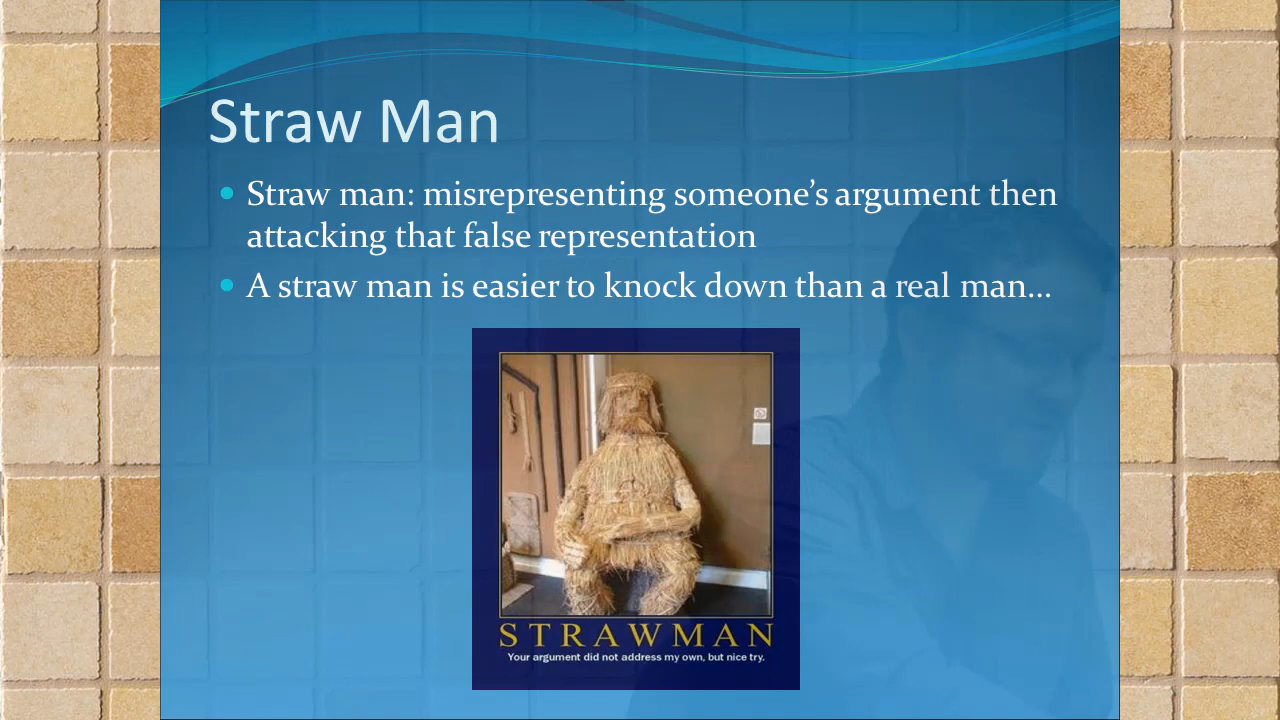 Straw Man
Straw man: misrepresenting someone’s argument then
attacking that false representation
A straw man is easier to knock down than a real man…
STRAWMAN
Your argument did not address my own, but nice try.